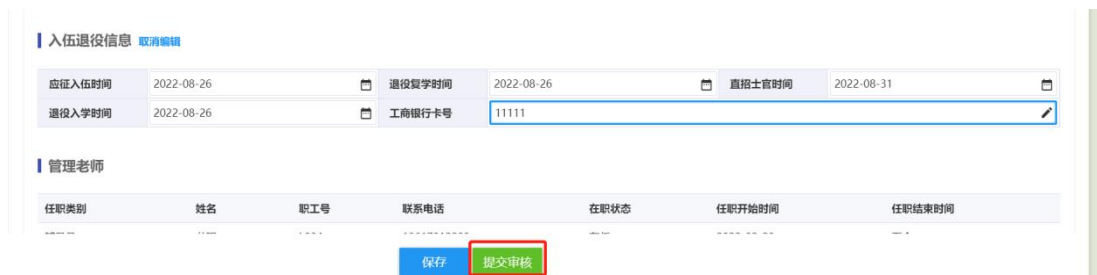 入伍退役信息 取消编辑
应征入伍时间 2022-08-26 退役复学时间 2022-08-26 直招士官时间 2022-08-31
退役入学时间 2022-08-26 工商银行卡号 11111
管理老师
任职类别 姓名 职工号 联系电话 在职状态 任职开始时间 任职结束时间
保存 提交审核